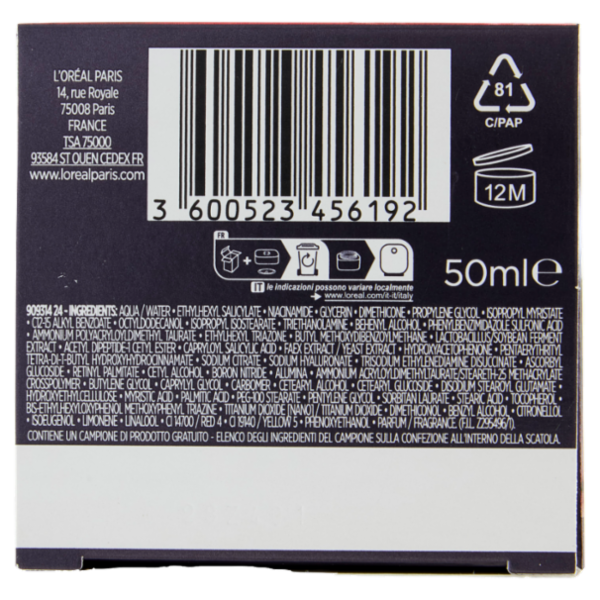 L'ORÉAL PARIS
14, rue Royale
75008 Paris
FRANCE
TSA 75000
93584 ST OUEN CEDEX FR
www.lorealparis.com
3 600523 456192
81
C/PAP
12M
FR
+
IT le indicazioni possono variare localmente
www.loreal.com/it-it/italy
50ml℮
909314 24 - INGREDIENTS: AQUA / WATER • ETHYLHEXYL SALICYLATE • NIACINAMIDE • GLYCERIN • DIMETHICONE • PROPYLENE GLYCOL • ISOPROPYL MYRISTATE
• C12-15 ALKYL BENZOATE • OCTYLDODECANOL • ISOPROPYL ISOSTEARATE • TRIETHANOLAMINE • BEHENYL ALCOHOL • PHENYLBENZIMIDAZOLE SULFONIC ACID
• AMMONIUM POLYACRYLOYLDIMETHYL TAURATE • ETHYLHEXYL TRIAZONE • BUTYL METHOXYDIBENZOYLMETHANE • LACTOBACILLUS/SOYBEAN FERMENT
EXTRACT • ACETYL DIPEPTIDE-1 CETYL ESTER • CAPRYLOYL SALICYLIC ACID • FAEX EXTRACT / YEAST EXTRACT • HYDROXYACETOPHENONE • PENTAERYTHRITYL
TETRA-DI-T-BUTYL HYDROXYHYDROCINNAMATE • SODIUM CITRATE • SODIUM HYALURONATE • TRISODIUM ETHYLENEDIAMINE DISUCCINATE • ASCORBYL
GLUCOSIDE • RETINYL PALMITATE • CETYL ALCOHOL • BORON NITRIDE • ALUMINA • AMMONIUM ACRYLOYLDIMETHYLTAURATE/STEARETH-25 METHACRYLATE
CROSSPOLYMER • BUTYLENE GLYCOL • CAPRYLYL GLYCOL • CARBOMER • CETEARYL ALCOHOL • CETEARYL GLUCOSIDE • DISODIUM STEAROYL GLUTAMATE •
HYDROXYETHYLCELLULOSE • MYRISTIC ACID • PALMITIC ACID • PEG-100 STEARATE • PENTYLENE GLYCOL • SORBITAN LAURATE • STEARIC ACID • TOCOPHEROL •
BIS-ETHYLHEXYLOXYPHENOL METHOXYPHENYL TRIAZINE • TITANIUM DIOXIDE [NANO] / TITANIUM DIOXIDE • DIMETHICONOL • BENZYL ALCOHOL • CITRONELLOL
• ISOEUGENOL • LIMONENE • LINALOOL • CI 14700 / RED 4 • CI 19140 / YELLOW 5 • PHENOXYETHANOL • PARFUM / FRAGRANCE (F.I.L. Z295496/1).
CONTIENE UN CAMPIONE DI PRODOTTO GRATUITO - ELENCO DEGLI INGREDIENTI DEL CAMPIONE SULLA CONFEZIONE ALL'INTERNO DELLA SCATOLA.